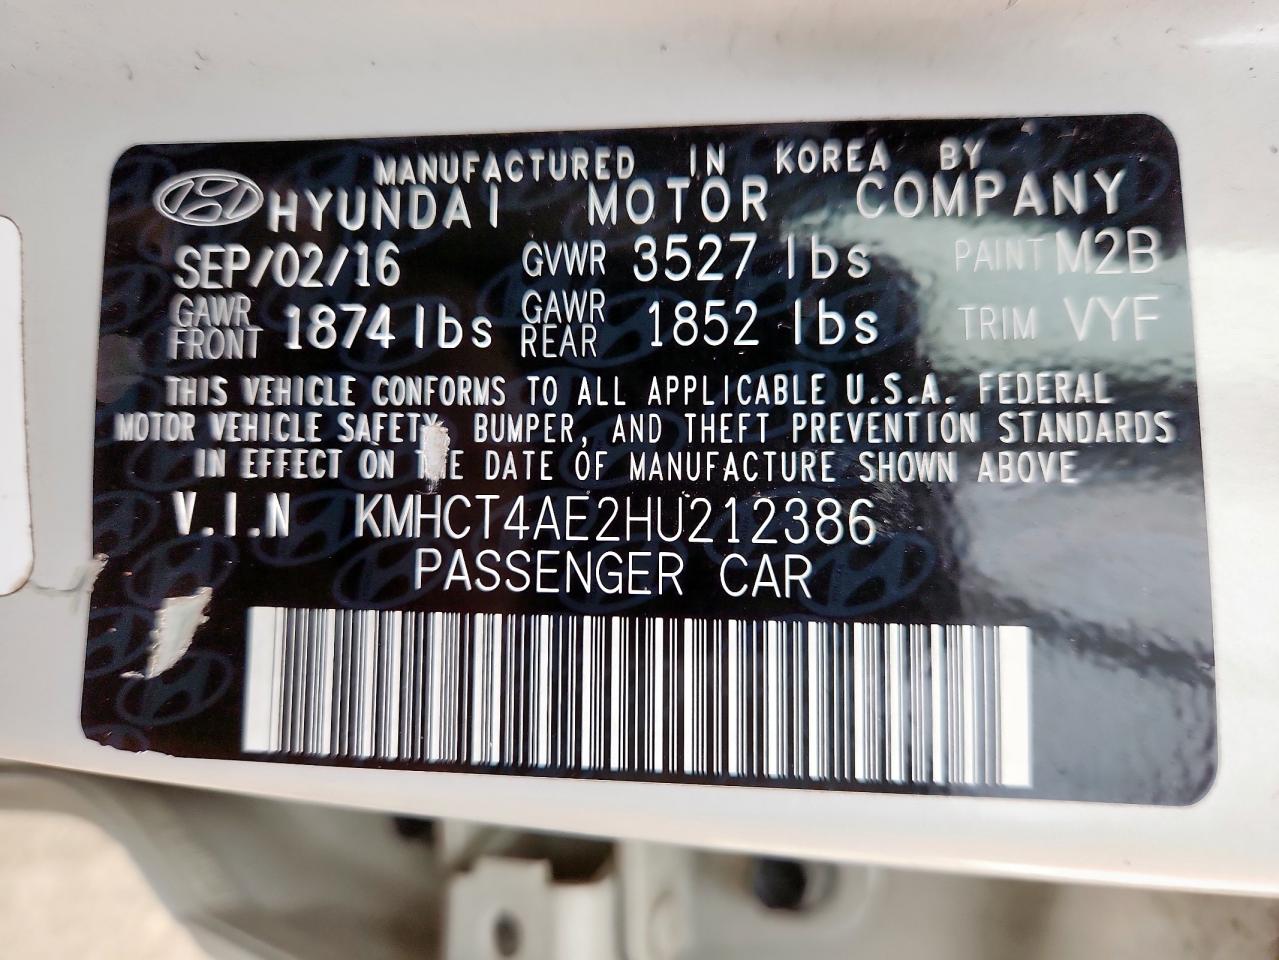 MANUFACTURED IN KOREA BY
HYUNDAI MOTOR COMPANY
SEP/02/16 GVWR 3527 lbs PAINT M2B
GAWR FRONT 1874 lbs GAWR REAR 1852 lbs TRIM VYF
THIS VEHICLE CONFORMS TO ALL APPLICABLE U.S.A. FEDERAL
MOTOR VEHICLE SAFETY, BUMPER, AND THEFT PREVENTION STANDARDS
IN EFFECT ON THE DATE OF MANUFACTURE SHOWN ABOVE
V.I.N KMHCT4AE2HU212386
PASSENGER CAR